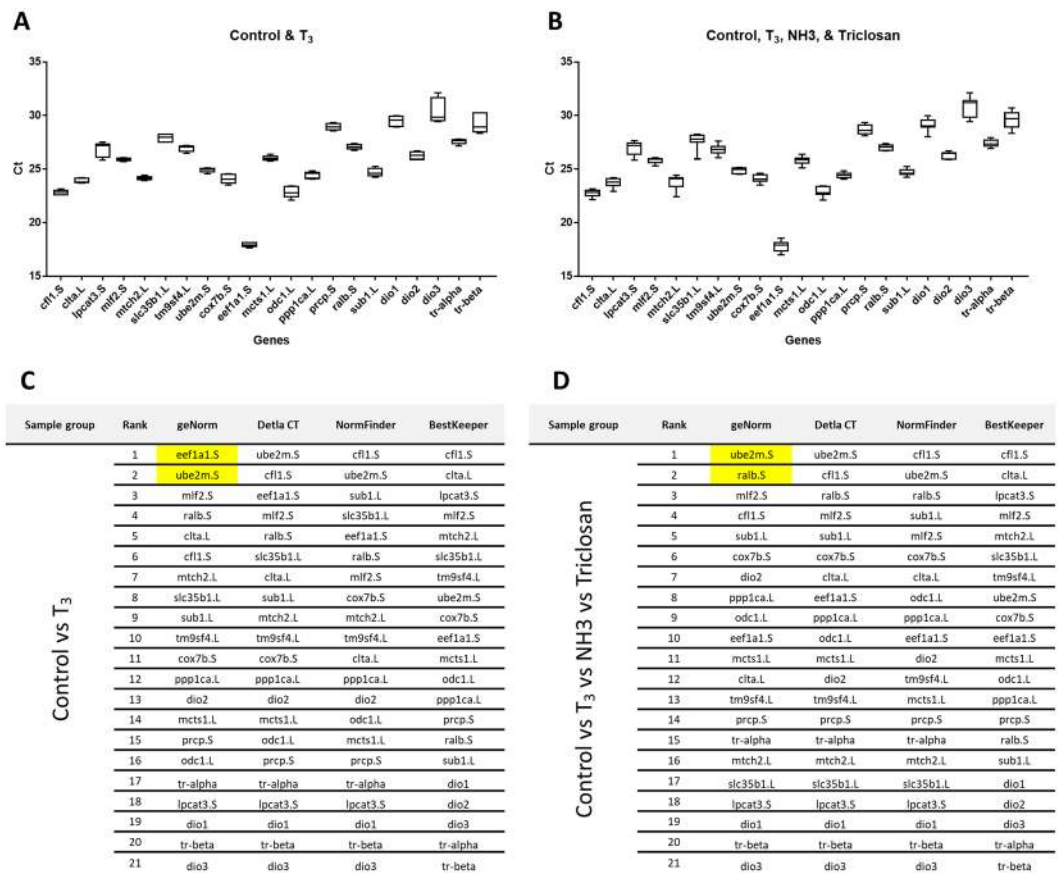 A
Control & T3
Ct
35
30
25
20
15
cfl1.S
clta.L
lpcat3.S
mlf2.S
mtch2.L
slc35b1.L
tm9sf4.L
ube2m.S
cox7b.S
eef1a1.S
mcts1.L
odc1.L
ppp1ca.L
prcp.S
ralb.S
sub1.L
dio1
dio2
dio3
tr-alpha
tr-beta
Genes
B
Control, T3, NH3, & Triclosan
Ct
35
30
25
20
15
cfl1.S
clta.L
lpcat3.S
mlf2.S
mtch2.L
slc35b1.L
tm9sf4.L
ube2m.S
cox7b.S
eef1a1.S
mcts1.L
odc1.L
ppp1ca.L
prcp.S
ralb.S
sub1.L
dio1
dio2
dio3
tr-alpha
tr-beta
Genes
C
Sample group Rank geNorm Detla CT NormFinder BestKeeper
Control vs T3
1 eef1a1.S ube2m.S cfl1.S cfl1.S
2 ube2m.S cfl1.S ube2m.S clta.L
3 mlf2.S eef1a1.S sub1.L lpcat3.S
4 ralb.S mlf2.S slc35b1.L mlf2.S
5 clta.L ralb.S eef1a1.S mtch2.L
6 cfl1.S slc35b1.L ralb.S slc35b1.L
7 mtch2.L clta.L mlf2.S tm9sf4.L
8 slc35b1.L sub1.L cox7b.S ube2m.S
9 sub1.L mtch2.L mtch2.L cox7b.S
10 tm9sf4.L tm9sf4.L tm9sf4.L eef1a1.S
11 cox7b.S cox7b.S clta.L mcts1.L
12 ppp1ca.L ppp1ca.L ppp1ca.L odc1.L
13 dio2 dio2 dio2 ppp1ca.L
14 mcts1.L mcts1.L odc1.L prcp.S
15 prcp.S odc1.L mcts1.L ralb.S
16 odc1.L prcp.S prcp.S sub1.L
17 tr-alpha tr-alpha tr-alpha dio1
18 lpcat3.S lpcat3.S lpcat3.S dio2
19 dio1 dio1 dio1 dio3
20 tr-beta tr-beta tr-beta tr-alpha
21 dio3 dio3 dio3 tr-beta
D
Sample group Rank geNorm Detla CT NormFinder BestKeeper
Control vs T3 vs NH3 vs Triclosan
1 ube2m.S ube2m.S cfl1.S cfl1.S
2 ralb.S cfl1.S ube2m.S clta.L
3 mlf2.S ralb.S ralb.S lpcat3.S
4 cfl1.S mlf2.S sub1.L mlf2.S
5 sub1.L sub1.L mlf2.S mtch2.L
6 cox7b.S cox7b.S cox7b.S slc35b1.L
7 dio2 clta.L clta.L tm9sf4.L
8 ppp1ca.L eef1a1.S odc1.L ube2m.S
9 odc1.L ppp1ca.L ppp1ca.L cox7b.S
10 eef1a1.S odc1.L eef1a1.S eef1a1.S
11 mcts1.L mcts1.L dio2 mcts1.L
12 clta.L dio2 tm9sf4.L odc1.L
13 tm9sf4.L tm9sf4.L mcts1.L ppp1ca.L
14 prcp.S prcp.S prcp.S prcp.S
15 tr-alpha tr-alpha tr-alpha ralb.S
16 mtch2.L mtch2.L mtch2.L sub1.L
17 slc35b1.L slc35b1.L slc35b1.L dio1
18 lpcat3.S lpcat3,S lpcat3.S dio2
19 dio1 dio1 dio1 dio3
20 tr-beta tr-beta tr-beta tr-alpha
21 dio3 dio3 dio3 tr-beta